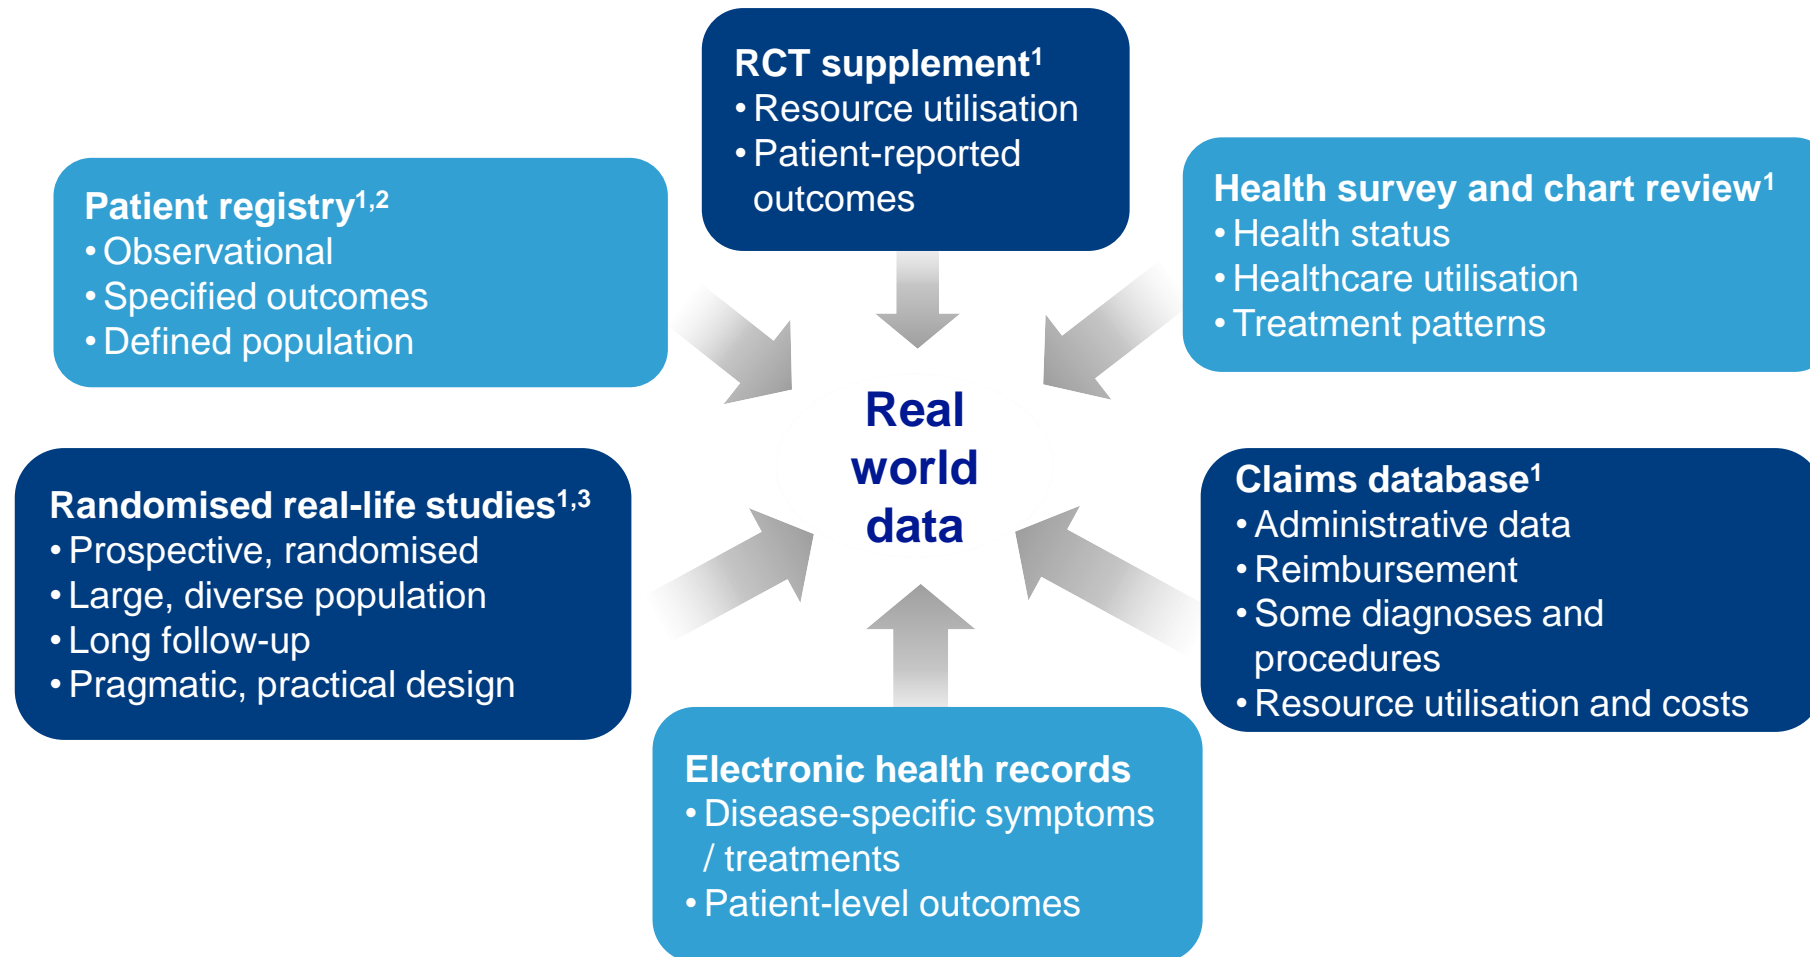 RCT supplement1
• Resource utilisation
• Patient-reported
outcomes
Patient registry1,2
• Observational
• Specified outcomes
• Defined population
Health survey and chart review1
• Health status
• Healthcare utilisation
• Treatment patterns
Real
world
data
Randomised real-life studies1,3
• Prospective, randomised
• Large, diverse population
• Long follow-up
• Pragmatic, practical design
Claims database1
• Administrative data
• Reimbursement
• Some diagnoses and
procedures
• Resource utilisation and costs
Electronic health records
• Disease-specific symptoms
/ treatments
• Patient-level outcomes